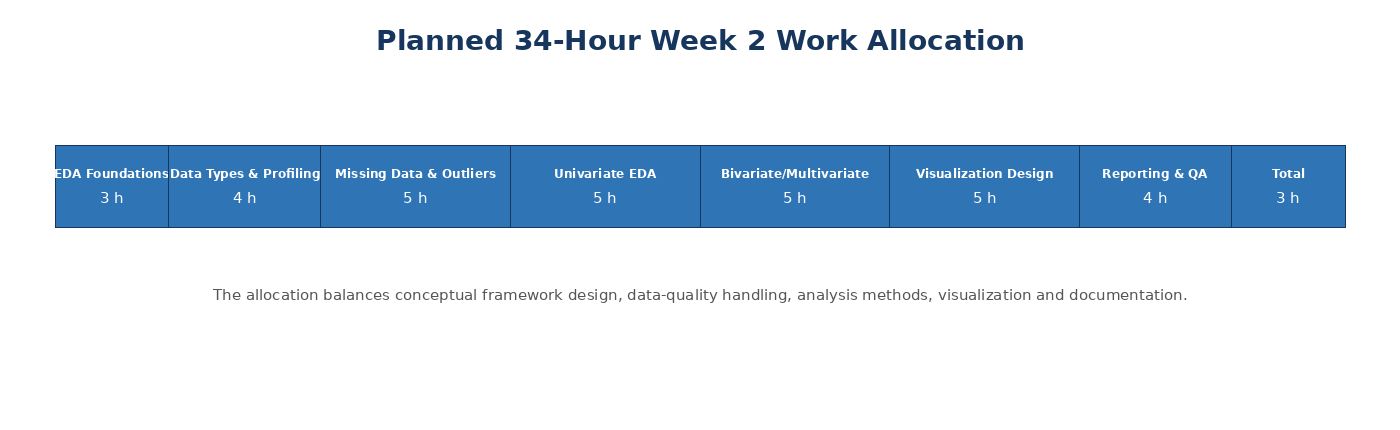 Planned 34-Hour Week 2 Work Allocation
EDA Foundations Data Types & Profiling Missing Data & Outliers Univariate EDA Bivariate/Multivariate Visualization Design Reporting & QA Total
3 h 4 h 5 h 5 h 5 h 5 h 4 h 3 h
The allocation balances conceptual framework design, data-quality handling, analysis methods, visualization and documentation.